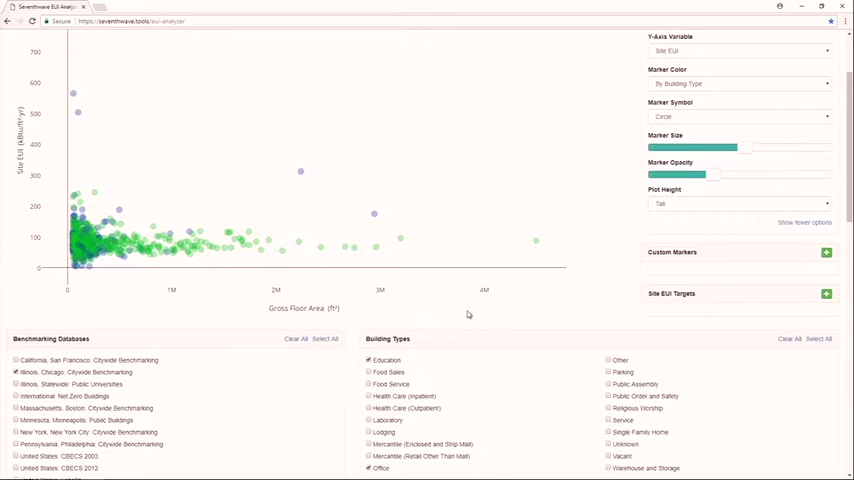 Seventhwave EUI Analyzer
Secure https://seventhwave.tools/eui-analyzer
700
600
500
400
300
200
100
0
Site EUI (kBtu/ft²-yr)
0 1M 2M 3M 4M
Gross Floor Area (ft²)
Y-Axis Variable
Site EUI
Marker Color
By Building Type
Marker Symbol
Circle
Marker Size
Marker Opacity
Plot Height
Tall
Show fewer options
Custom Markers
Site EUI Targets
Benchmarking Databases Clear All Select All
California, San Francisco: Citywide Benchmarking
Illinois, Chicago: Citywide Benchmarking
Illinois, Statewide: Public Universities
International: Net Zero Buildings
Massachusetts, Boston: Citywide Benchmarking
Minnesota, Minneapolis: Public Buildings
New York, New York City: Citywide Benchmarking
Pennsylvania, Philadelphia: Citywide Benchmarking
United States: CBECS 2003
United States: CBECS 2012
Building Types Clear All Select All
Education
Food Sales
Food Service
Health Care (Inpatient)
Health Care (Outpatient)
Laboratory
Lodging
Mercantile (Enclosed and Strip Mall)
Mercantile (Retail Other Than Mall)
Office
Other
Parking
Public Assembly
Public Order and Safety
Religious Worship
Service
Single Family Home
Unknown
Vacant
Warehouse and Storage